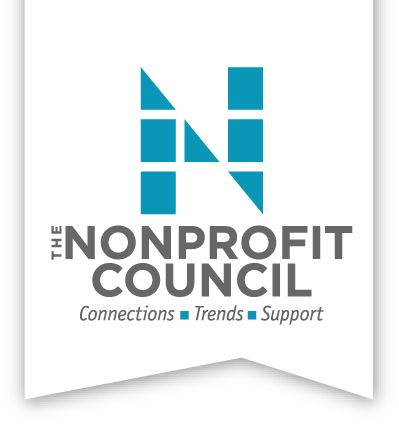 THE NONPROFIT
COUNCIL
Connections ▪ Trends ▪ Support